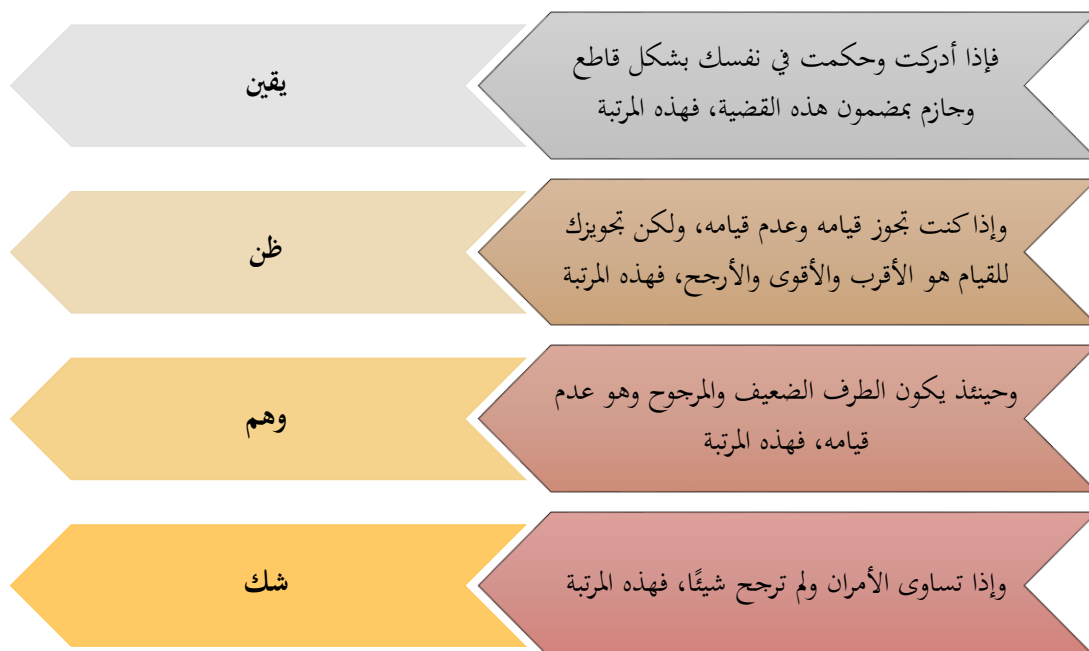 فإذا أدركت وحكمت في نفسك بشكل قاطع
وجازم بمضمون هذه القضية، فهذه المرتبة
يقين
وإذا كنت تجوز قيامه وعدم قيامه، ولكن تجويزك
للقيام هو الأقرب والأقوى والأرجح، فهذه المرتبة
ظن
وحينئذ يكون الطرف الضعيف والمرجوح وهو عدم
قيامه، فهذه المرتبة
وهم
وإذا تساوى الأمران ولم ترجح شيئًا، فهذه المرتبة
شك